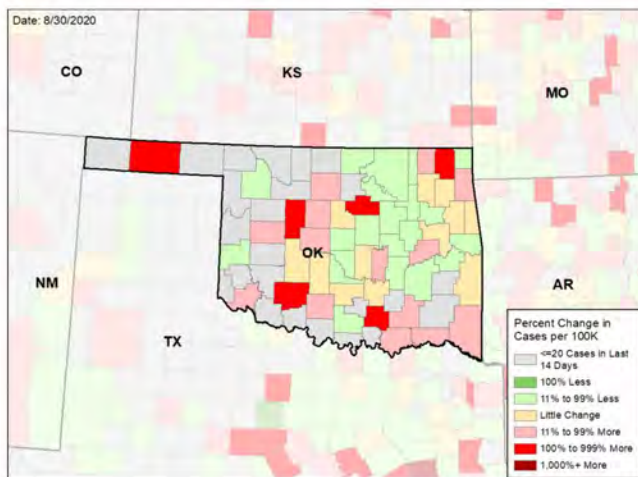 Date: 8/30/2020
CO
KS
MO
OK
NM
AR
TX
Percent Change in
Cases per 100K
<=20 Cases in Last
14 Days
100% Less
11% to 99% Less
Little Change
11% to 99% More
100% to 999% More
1,000%+ More